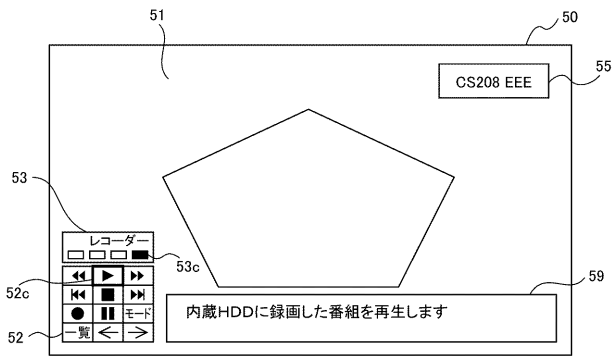 50
51
55
CS208 EEE
53
レコーダー
53c
52c
モード
52
一覧
59
内蔵HDDに録画した番組を再生します